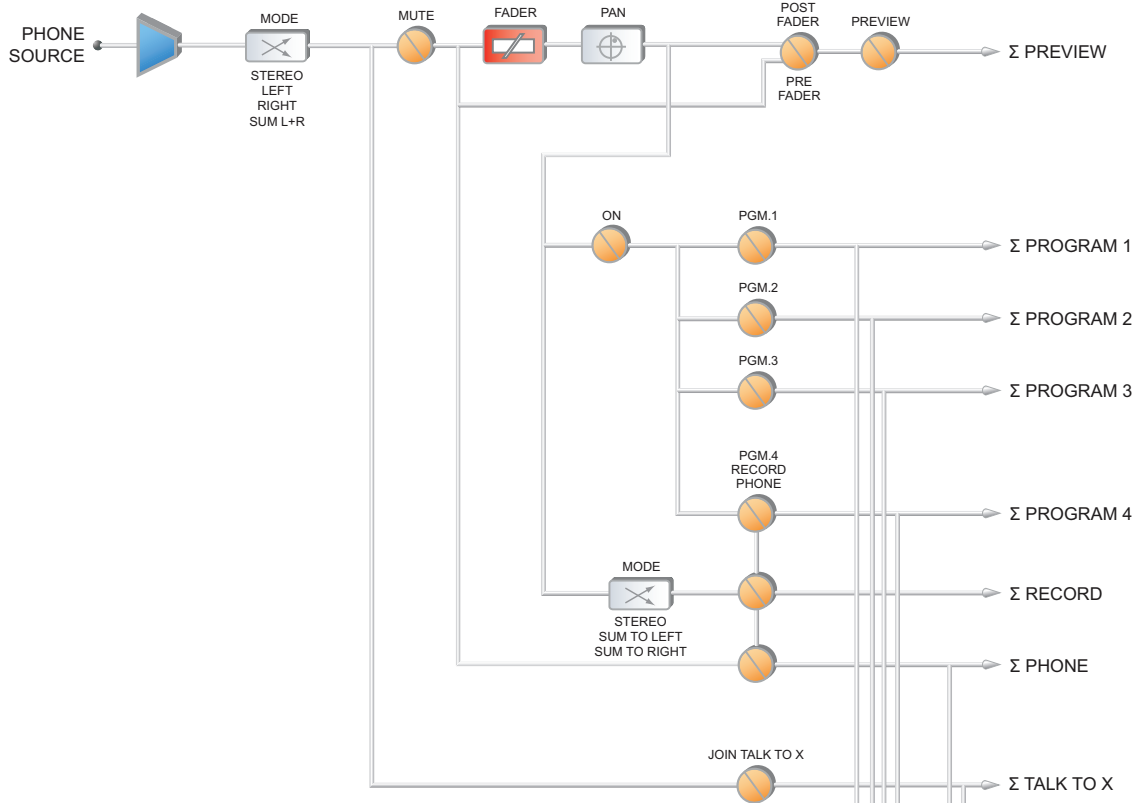 PHONE
SOURCE
MODE
STEREO
LEFT
RIGHT
SUM L+R
MUTE
FADER
PAN
POST
FADER
PRE
FADER
PREVIEW
Σ PREVIEW
ON
PGM.1
Σ PROGRAM 1
PGM.2
Σ PROGRAM 2
PGM.3
Σ PROGRAM 3
PGM.4
RECORD
PHONE
Σ PROGRAM 4
MODE
STEREO
SUM TO LEFT
SUM TO RIGHT
Σ RECORD
Σ PHONE
JOIN TALK TO X
Σ TALK TO X